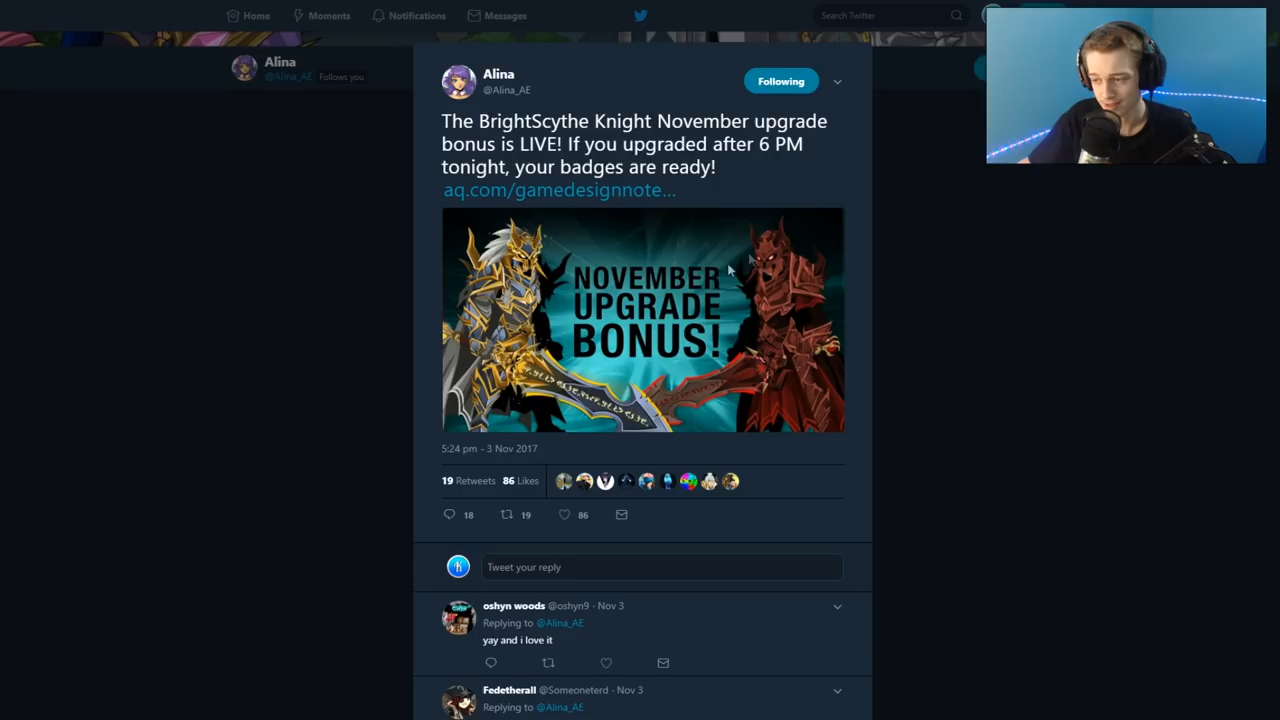 Home
Moments
Notifications
Messages
Search Twitter
Alina
@Alina_AE Follows you
Alina
@Alina_AE
Following
The BrightScythe Knight November upgrade
bonus is LIVE! If you upgraded after 6 PM
tonight, your badges are ready!
aq.com/gamedesignnote...
NOVEMBER
UPGRADE
BONUS!
5:24 pm - 3 Nov 2017
19 Retweets 86 Likes
18 19 86
Tweet your reply
oshyn woods @oshyn9 · Nov 3
Replying to @Alina_AE
yay and i love it
Fedetherall @Someoneterd · Nov 3
Replying to @Alina_AE